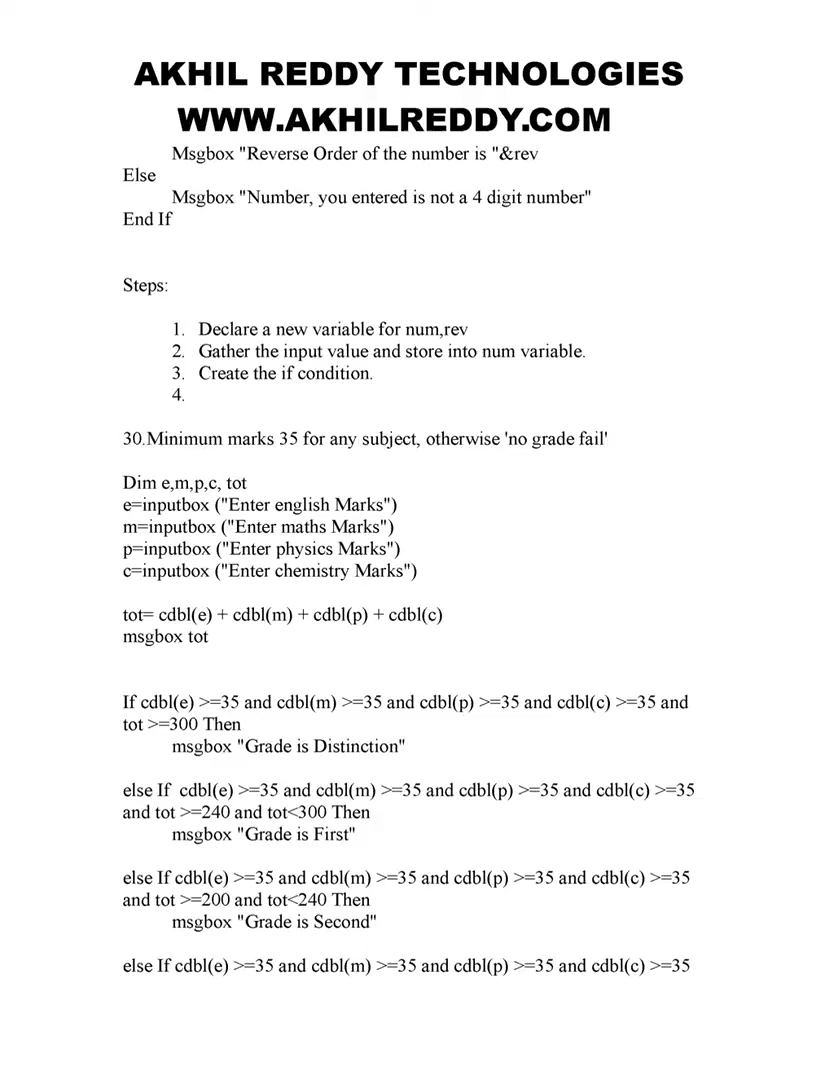 AKHIL REDDY TECHNOLOGIES
WWW.AKHILREDDY.COM
Msgbox "Reverse Order of the number is "&rev
Else
Msgbox "Number, you entered is not a 4 digit number"
End If
Steps:
1. Declare a new variable for num,rev
2. Gather the input value and store into num variable.
3. Create the if condition.
4.
30.Minimum marks 35 for any subject, otherwise 'no grade fail'
Dim e,m,p,c, tot
e=inputbox ("Enter english Marks")
m=inputbox ("Enter maths Marks")
p=inputbox ("Enter physics Marks")
c=inputbox ("Enter chemistry Marks")
tot= cdbl(e) + cdbl(m) + cdbl(p) + cdbl(c)
msgbox tot
If cdbl(e) >=35 and cdbl(m) >=35 and cdbl(p) >=35 and cdbl(c) >=35 and
tot >=300 Then
msgbox "Grade is Distinction"
else If  cdbl(e) >=35 and cdbl(m) >=35 and cdbl(p) >=35 and cdbl(c) >=35
and tot >=240 and tot<300 Then
msgbox "Grade is First"
else If cdbl(e) >=35 and cdbl(m) >=35 and cdbl(p) >=35 and cdbl(c) >=35
and tot >=200 and tot<240 Then
msgbox "Grade is Second"
else If cdbl(e) >=35 and cdbl(m) >=35 and cdbl(p) >=35 and cdbl(c) >=35